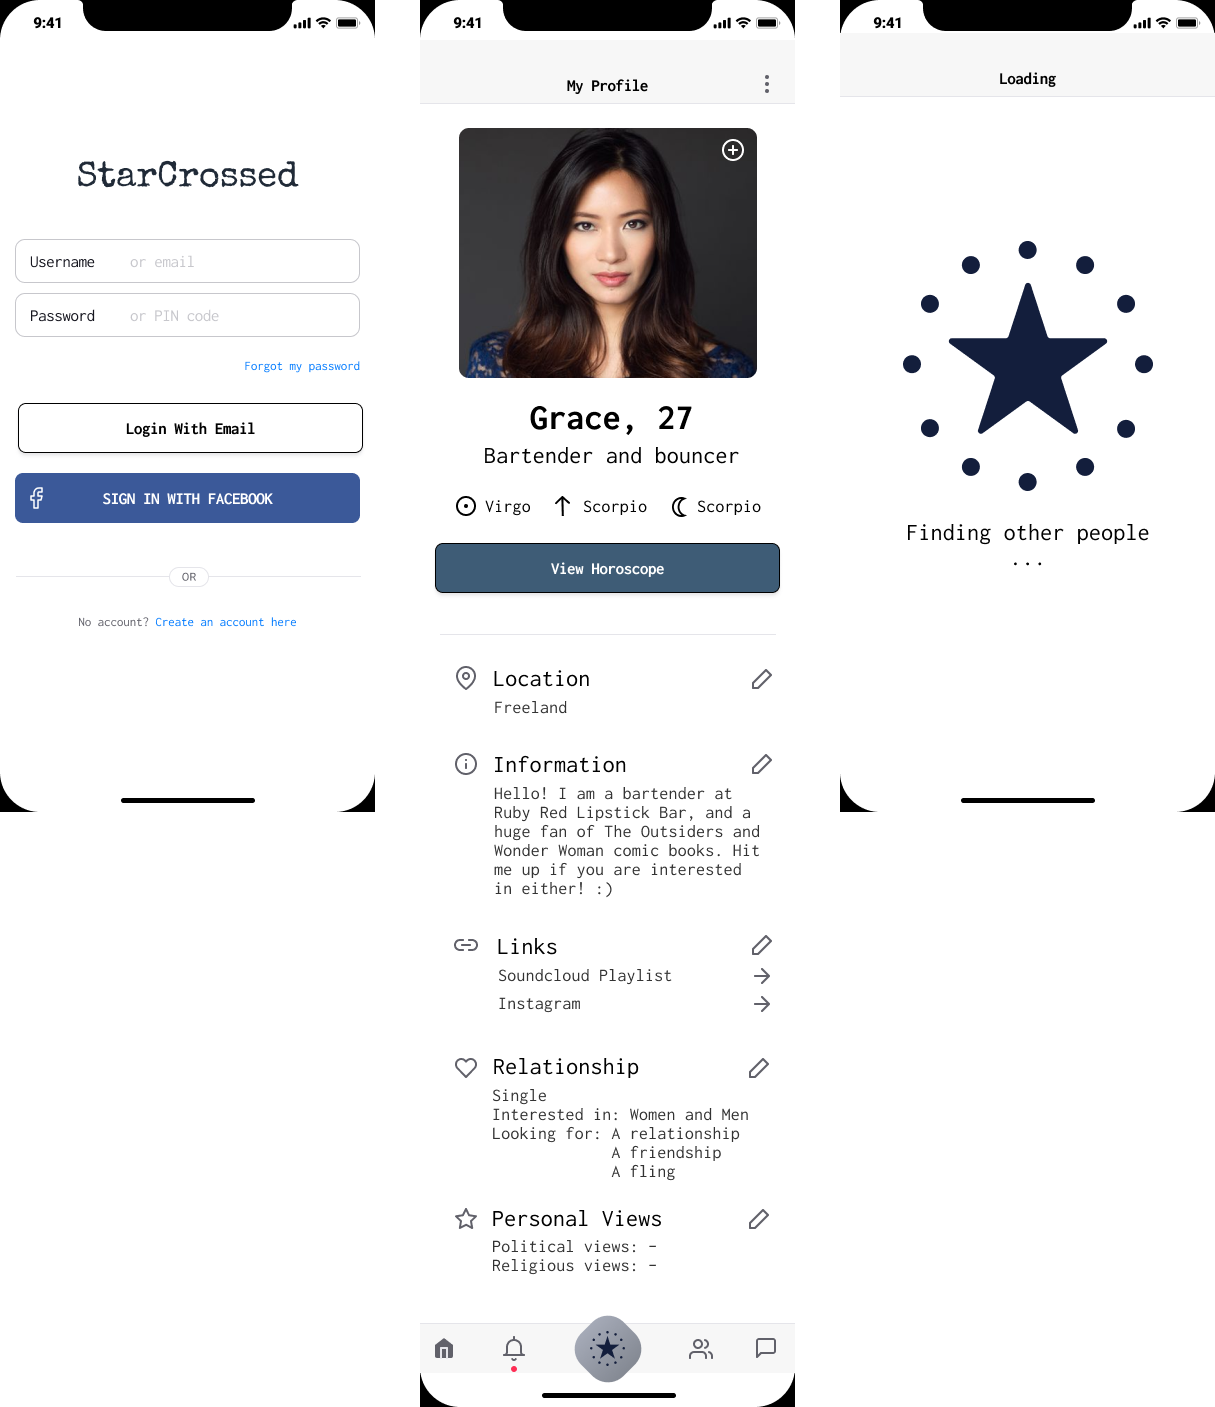 9:41
StarCrossed
Username or email
Password or PIN code
Forgot my password
Login With Email
SIGN IN WITH FACEBOOK
OR
No account? Create an account here
9:41
My Profile
Grace, 27
Bartender and bouncer
Virgo Scorpio Scorpio
View Horoscope
Location
Freeland
Information
Hello! I am a bartender at
Ruby Red Lipstick Bar, and a
huge fan of The Outsiders and
Wonder Woman comic books. Hit
me up if you are interested
in either! :)
Links
Soundcloud Playlist
Instagram
Relationship
Single
Interested in: Women and Men
Looking for: A relationship
A friendship
A fling
Personal Views
Political views: –
Religious views: –
9:41
Loading
Finding other people
...